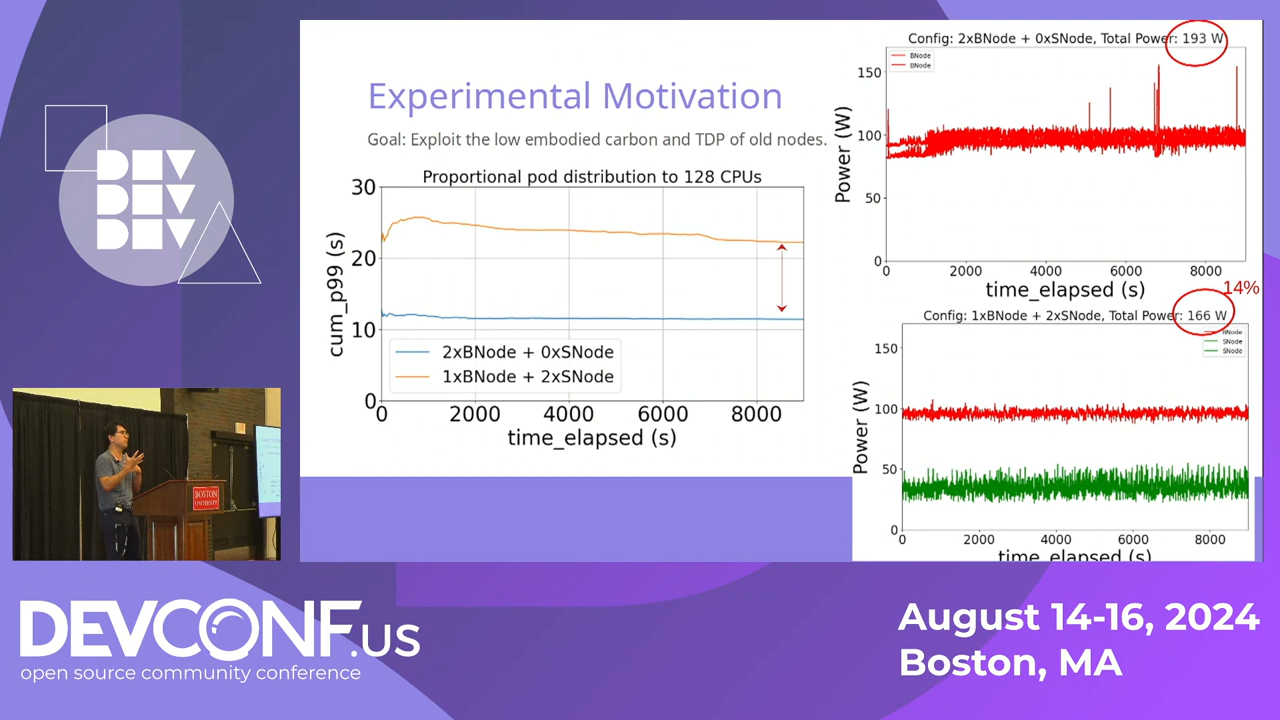 DEV
DEV
DEV
Experimental Motivation
Goal: Exploit the low embodied carbon and TDP of old nodes.
Proportional pod distribution to 128 CPUs
30
20
10
0
cum_p99 (s)
2xBNode + 0xSNode
1xBNode + 2xSNode
0 2000 4000 6000 8000
time_elapsed (s)
Config: 2xBNode + 0xSNode, Total Power: 193 W
BNode
BNode
150
100
50
0
Power (W)
0 2000 4000 6000 8000
time_elapsed (s)
14%
Config: 1xBNode + 2xSNode, Total Power: 166 W
BNode
SNode
SNode
150
100
50
0
Power (W)
0 2000 4000 6000 8000
time_elapsed (s)
BOSTON
UNIVERSITY
DEVCONF.US
open source community conference
August 14-16, 2024
Boston, MA